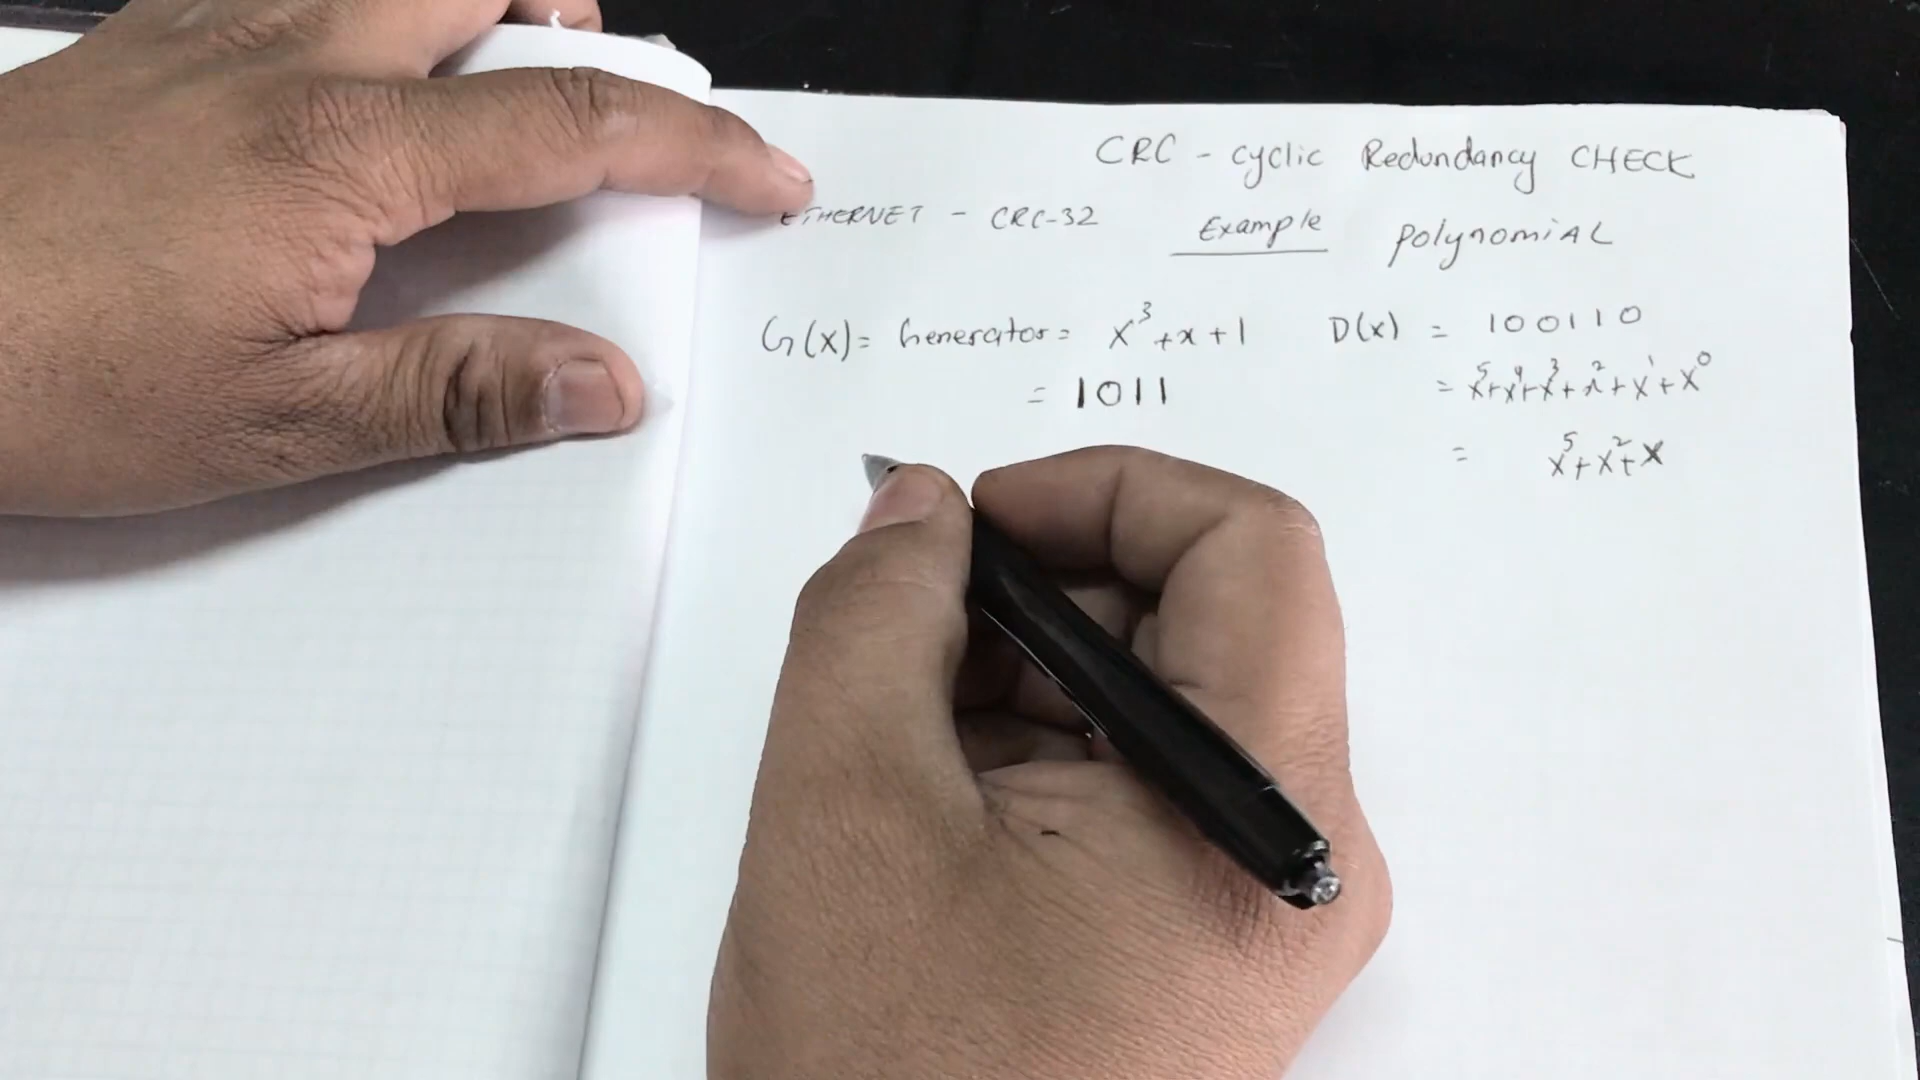 CRC - cyclic Redundancy CHECK
ETHERNET - CRC-32 Example polynomiAL
G(x) = Generator = x³ + x + 1
= 1011
D(x) = 100110
= x⁵+x⁴+x³+x²+x¹+x⁰
= x⁵+x²+x